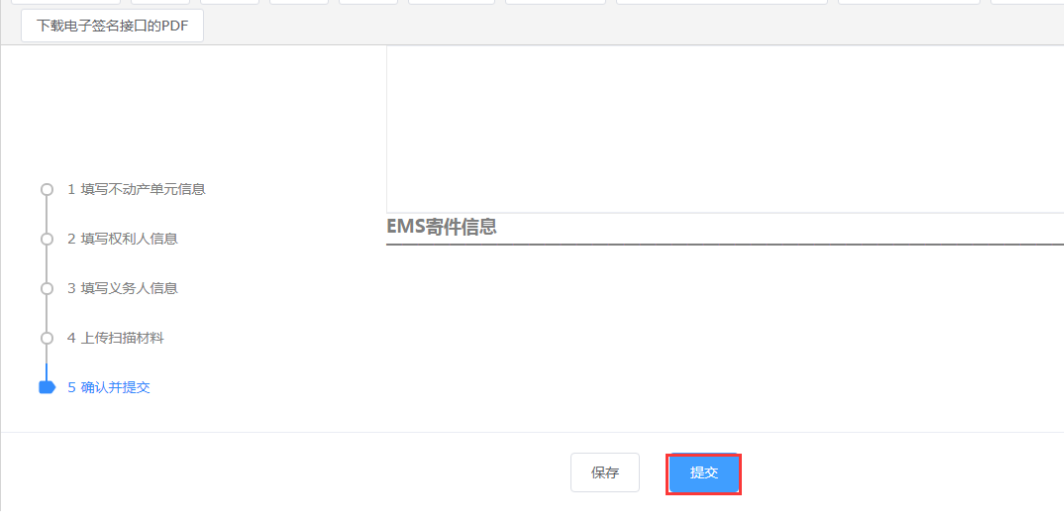 下载电子签名接口的PDF
1 填写不动产单元信息
2 填写权利人信息
3 填写义务人信息
4 上传扫描材料
5 确认并提交
EMS寄件信息
保存
提交